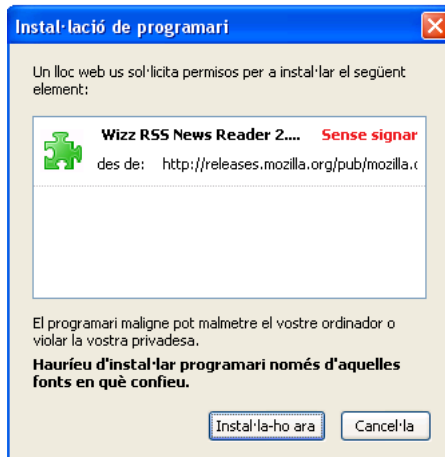 Instal·lació de programari
Un lloc web us sol·licita permisos per a instal·lar el següent
element:
Wizz RSS News Reader 2.... Sense signar
des de: http://releases.mozilla.org/pub/mozilla.c
El programari maligne pot malmetre el vostre ordinador o
violar la vostra privadesa.
Hauríeu d'instal·lar programari només d'aquelles
fonts en què confieu.
Instal·la-ho ara Cancel·la